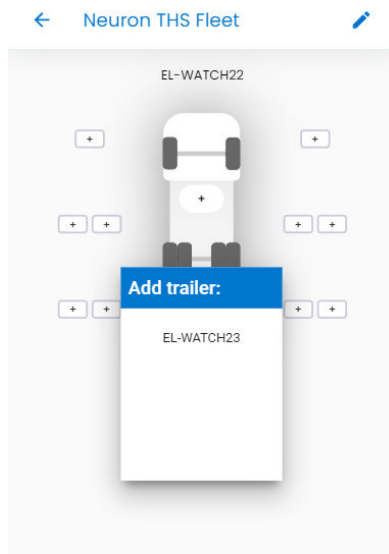 Neuron THS Fleet
EL-WATCH22
+ +
+
+ + + +
Add trailer:
+ + + +
EL-WATCH23